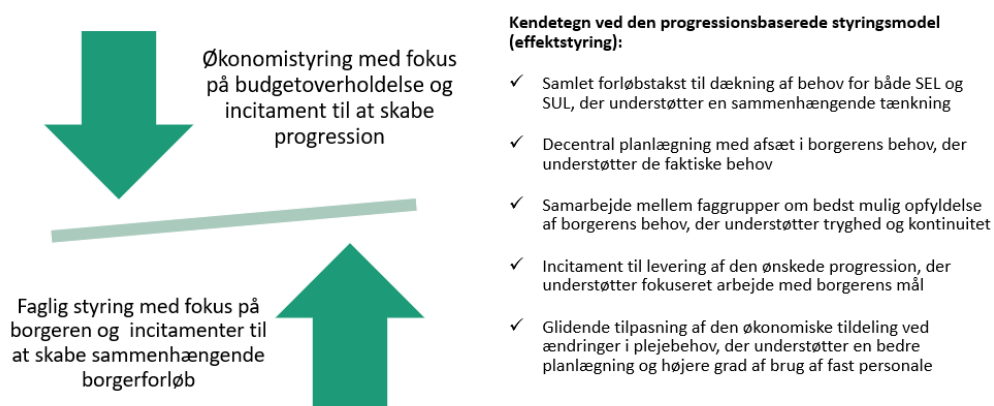 Økonomistyring med fokus
på budgetoverholdelse og
incitament til at skabe
progression
Faglig styring med fokus på
borgeren og  incitamenter til
at skabe sammenhængende
borgerforløb
Kendetegn ved den progressionsbaserede styringsmodel
(effektstyring):
✓ Samlet forløbstakst til dækning af behov for både SEL og
SUL, der understøtter en sammenhængende tænkning
✓ Decentral planlægning med afsæt i borgerens behov, der
understøtter de faktiske behov
✓ Samarbejde mellem faggrupper om bedst mulig opfyldelse
af borgerens behov, der understøtter tryghed og kontinuitet
✓ Incitament til levering af den ønskede progression, der
understøtter fokuseret arbejde med borgerens mål
✓ Glidende tilpasning af den økonomiske tildeling ved
ændringer i plejebehov, der understøtter en bedre
planlægning og højere grad af brug af fast personale